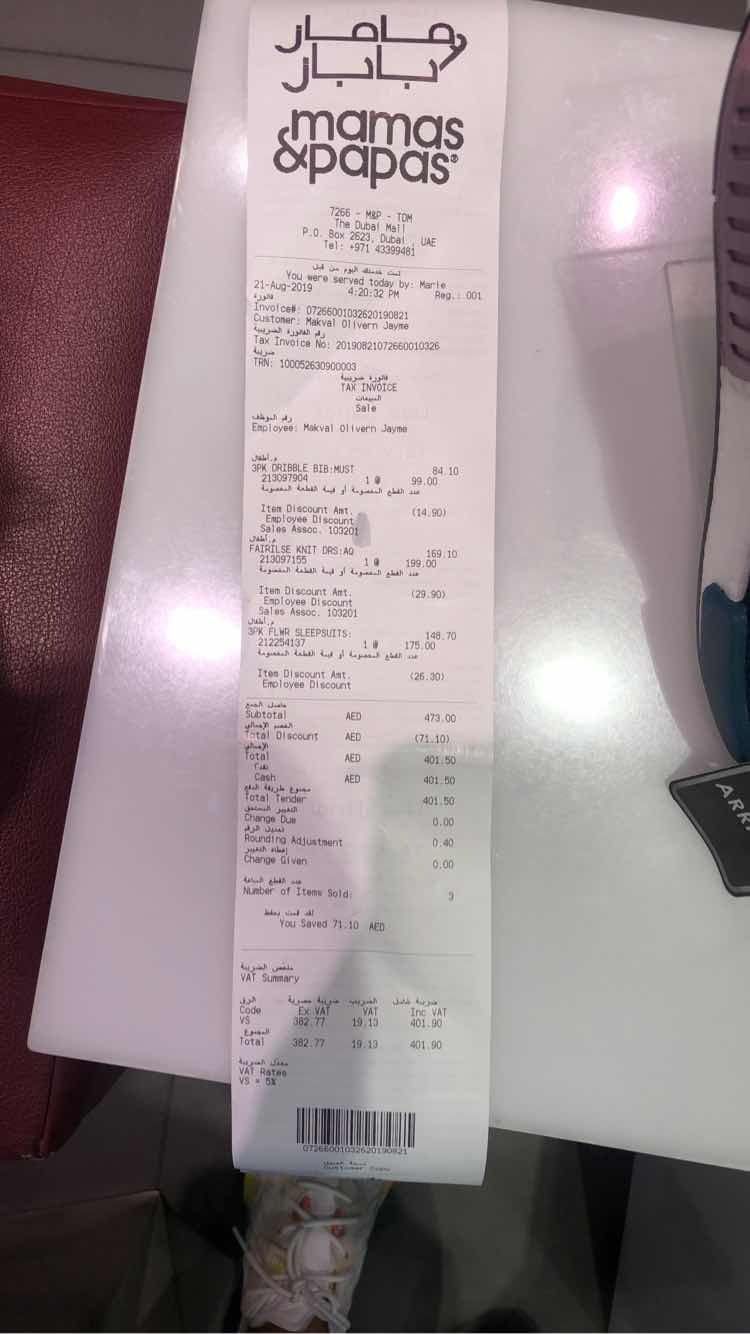 ماماز
وباباز
mamas
&papas®
7266 - M&P - TDM
The Dubai Mall
P.O. Box 2623, Dubai , UAE
Tel: +971 43399481
تمت خدمتك اليوم من قبل
You were served today by: Marie
21-Aug-2019 4:20:32 PM Reg.: 001
فاتورة
Invoice#: 07266001032620190821
Customer: Makval Olivern Jayme
رقم الفاتورة الضريبية
Tax Invoice No: 20190821072660010326
ضريبة
TRN: 100052630900003
فاتورة ضريبية
TAX INVOICE
المبيعات
Sale
رقم الموظف
Employee: Makval Olivern Jayme
م.أطفال
3PK DRIBBLE BIB:MUST 84.10
213097904 1 @ 99.00
عدد القطع المخصومة أو قيمة القطعة المخصومة
Item Discount Amt. (14.90)
Employee Discount
Sales Assoc. 103201
م.أطفال
FAIRILSE KNIT DRS:AQ 169.10
213097155 1 @ 199.00
عدد القطع المخصومة أو قيمة القطعة المخصومة
Item Discount Amt. (29.90)
Employee Discount
Sales Assoc. 103201
م.أطفال
3PK FLWR SLEEPSUITS: 148.70
212254137 1 @ 175.00
عدد القطع المخصومة أو قيمة القطعة المخصومة
Item Discount Amt. (26.30)
Employee Discount
حاصل الجمع
Subtotal AED 473.00
الخصم الإجمالي
Total Discount AED (71.10)
الإجمالي
Total AED 401.50
نقدا
Cash AED 401.50
مجموع طريقة الدفع
Total Tender 401.50
التغيير المستحق
Change Due 0.00
تعديل الرقم
Rounding Adjustment 0.40
إعطاء التغيير
Change Given 0.00
عدد القطع المباعة
Number of Items Sold: 3
لقد قمت بحفظ
You Saved 71.10 AED
ملخص الضريبة
VAT Summary
ضريبة شامل
Code Ex VAT VAT Inc VAT
VS 382.77 19.13 401.90
المجموع
Total 382.77 19.13 401.90
معدل الضريبة
VAT Rates
VS = 5%
07266001032620190821
Customer Copy
ARK